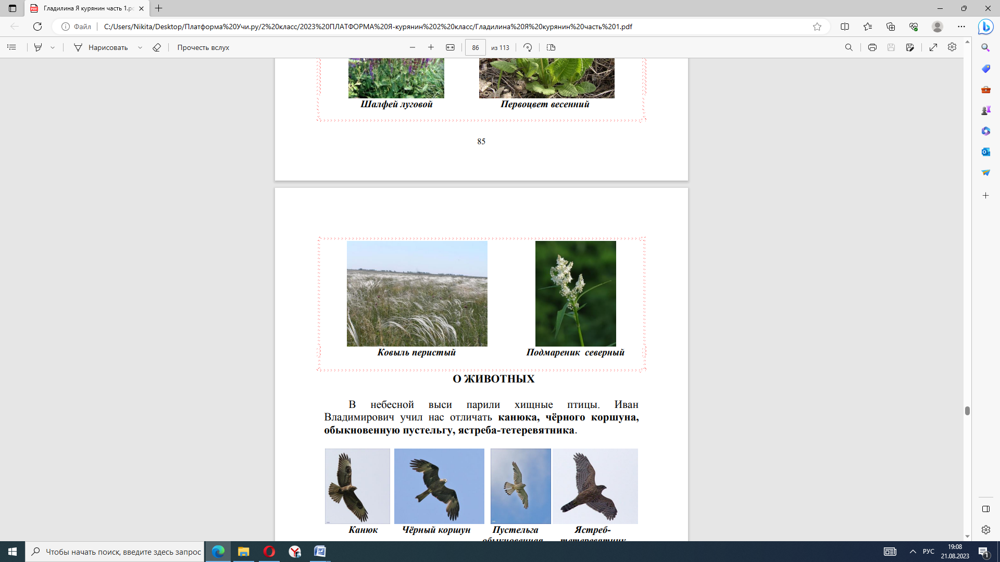 Гладилина Я курянин часть 1.pc
Файл
C:/Users/Nikita/Desktop/Платформа%20Учи.ру/2%20класс/2023%20ПЛАТФОРМА%20Я-курянин%202%20класс/Гладилина%20Я%20курянин%20часть%201.pdf
Нарисовать
Прочесть вслух
86
из 113
Шалфей луговой
Первоцвет весенний
85
Ковыль перистый
Подмареник северный
О ЖИВОТНЫХ
В небесной выси парили хищные птицы. Иван
Владимирович учил нас отличать канюка, чёрного коршуна,
обыкновенную пустельгу, ястреба-тетеревятника.
Канюк
Чёрный коршун
Пустельга
обыкновенная
Ястреб-
тетеревятник
Чтобы начать поиск, введите здесь запрос
РУС
19:08
21.08.2023
1